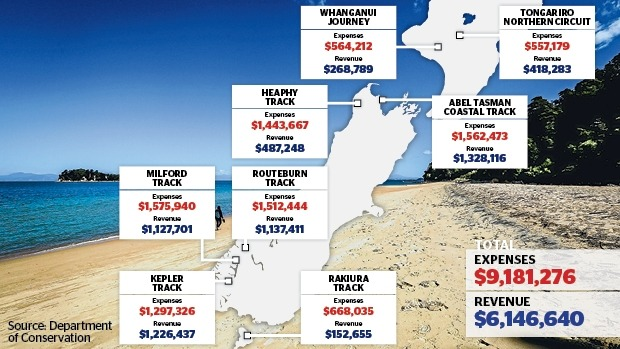 WHANGANUI
JOURNEY
Expenses
$564,212
Revenue
$268,789
TONGARIRO
NORTHERN CIRCUIT
Expenses
$557,179
Revenue
$418,283
HEAPHY
TRACK
Expenses
$1,443,667
Revenue
$487,248
ABEL TASMAN
COASTAL TRACK
Expenses
$1,562,473
Revenue
$1,328,116
MILFORD
TRACK
Expenses
$1,575,940
Revenue
$1,127,701
ROUTEBURN
TRACK
Expenses
$1,512,444
Revenue
$1,137,411
KEPLER
TRACK
Expenses
$1,297,326
Revenue
$1,226,437
RAKIURA
TRACK
Expenses
$668,035
Revenue
$152,655
TOTAL
EXPENSES
$9,181,276
REVENUE
$6,146,640
Source: Department
of Conservation